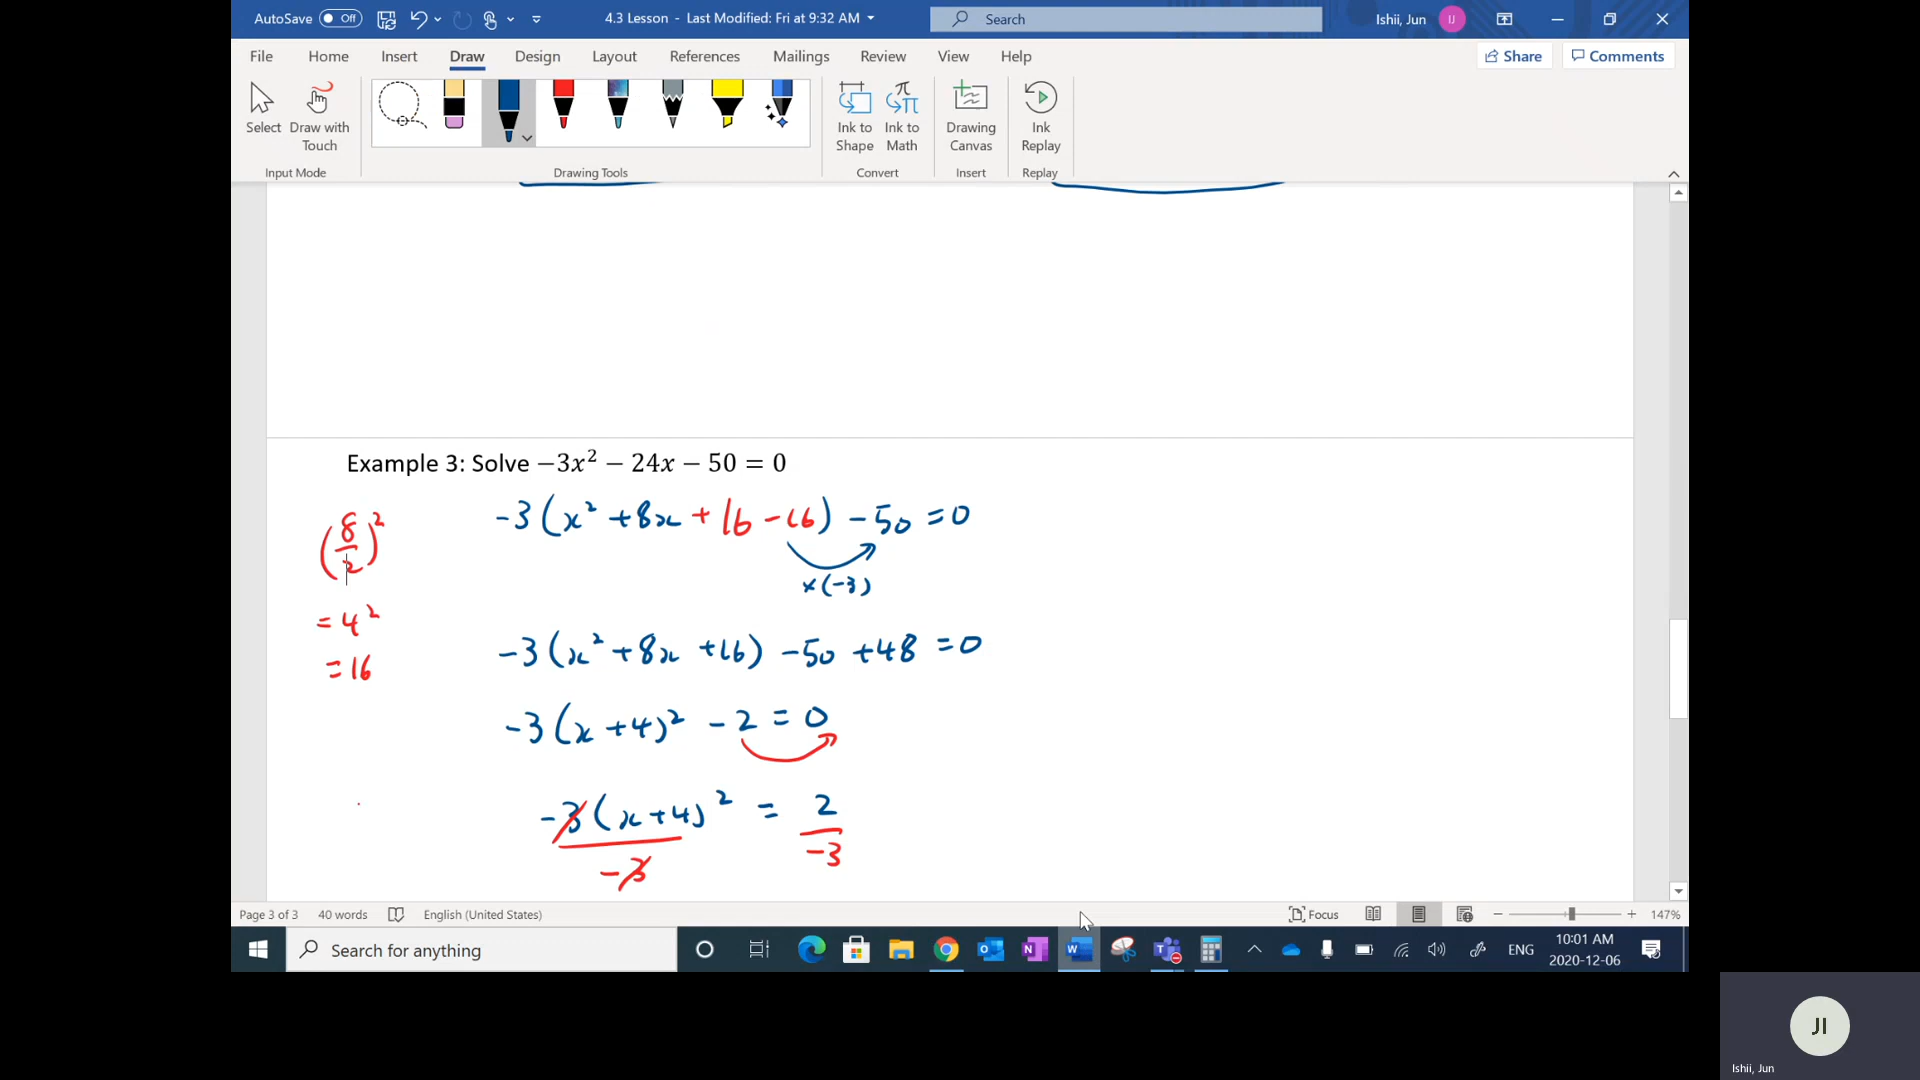 AutoSave Off 4.3 Lesson - Last Modified: Fri at 9:32 AM Search Ishii, Jun IJ
File Home Insert Draw Design Layout References Mailings Review View Help Share Comments
Select Draw with Touch Ink to Shape Ink to Math Drawing Canvas Ink Replay
Input Mode Drawing Tools Convert Insert Replay
Example 3: Solve −3x² − 24x − 50 = 0
(8/2)²
= 4²
= 16
-3(x² + 8x + 16 - 16) - 50 = 0
x(-3)
-3(x² + 8x + 16) - 50 + 48 = 0
-3(x + 4)² - 2 = 0
-3(x + 4)² = 2
-3 -3
Page 3 of 3 40 words English (United States) Focus 147%
Search for anything ENG 10:01 AM
2020-12-06
JI
Ishii, Jun